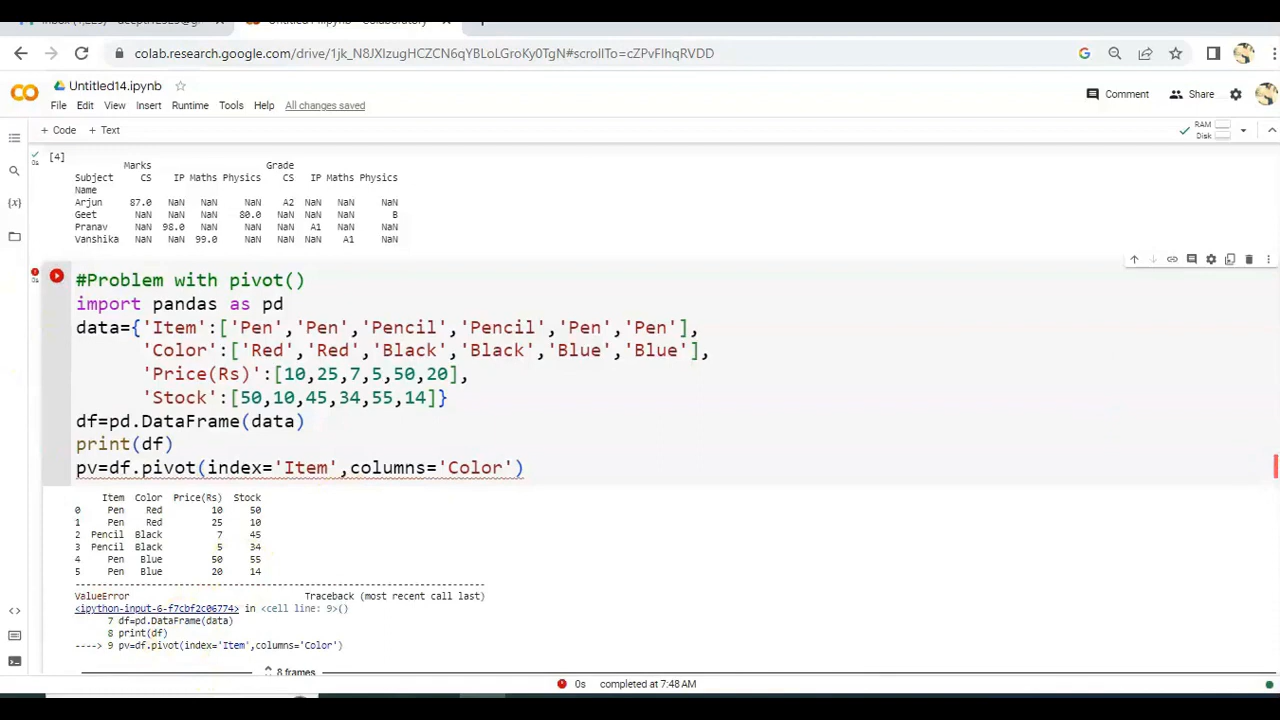 colab.research.google.com/drive/1jk_N8JXIzugHCZCN6qYBLoLGroKy0TgN#scrollTo=cZPvFlhqRVDD
Untitled14.ipynb
File Edit View Insert Runtime Tools Help All changes saved
Comment Share
+ Code + Text
RAM
Disk
[4]
Marks Grade
Subject CS IP Maths Physics CS IP Maths Physics
Name
Arjun 87.0 NaN NaN NaN A2 NaN NaN NaN
Geet NaN NaN NaN 80.0 NaN NaN NaN B
Pranav NaN 98.0 NaN NaN NaN A1 NaN NaN
Vanshika NaN NaN 99.0 NaN NaN NaN A1 NaN
0s
#Problem with pivot()
import pandas as pd
data={'Item':['Pen','Pen','Pencil','Pencil','Pen','Pen'],
'Color':['Red','Red','Black','Black','Blue','Blue'],
'Price(Rs)':[10,25,7,5,50,20],
'Stock':[50,10,45,34,55,14]}
df=pd.DataFrame(data)
print(df)
pv=df.pivot(index='Item',columns='Color')
Item Color Price(Rs) Stock
0 Pen Red 10 50
1 Pen Red 25 10
2 Pencil Black 7 45
3 Pencil Black 5 34
4 Pen Blue 50 55
5 Pen Blue 20 14
---------------------------------------------------------------------------
ValueError Traceback (most recent call last)
<ipython-input-6-f7cbf2c06774> in <cell line: 9>()
7 df=pd.DataFrame(data)
8 print(df)
----> 9 pv=df.pivot(index='Item',columns='Color')
8 frames
0s completed at 7:48 AM